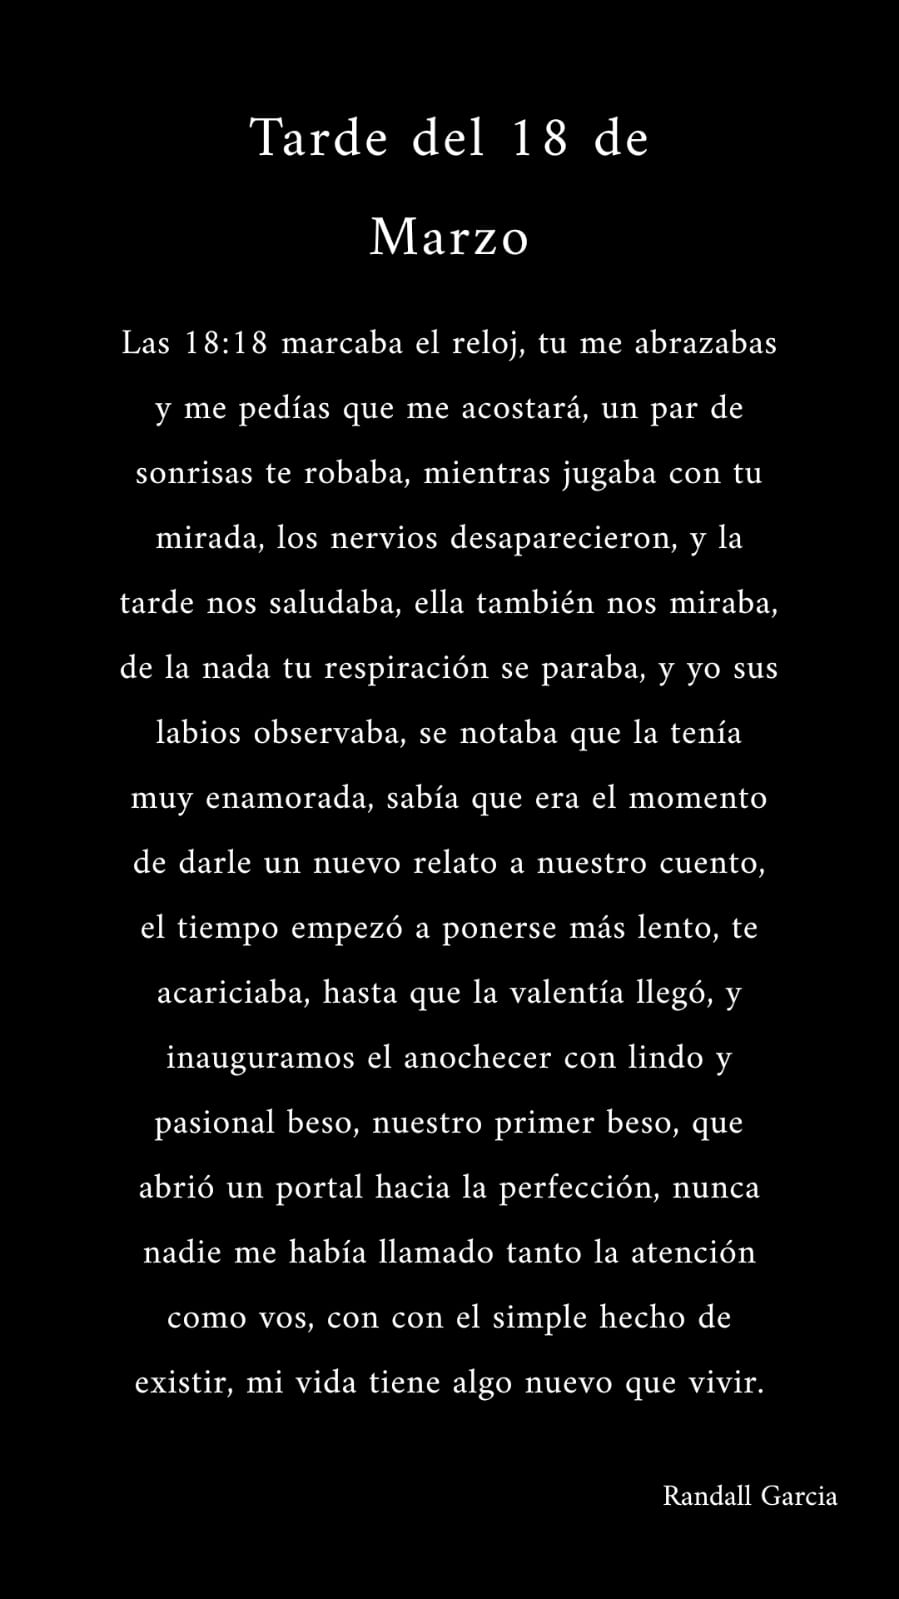 Tarde del 18 de
Marzo
Las 18:18 marcaba el reloj, tu me abrazabas
y me pedías que me acostará, un par de
sonrisas te robaba, mientras jugaba con tu
mirada, los nervios desaparecieron, y la
tarde nos saludaba, ella también nos miraba,
de la nada tu respiración se paraba, y yo sus
labios observaba, se notaba que la tenía
muy enamorada, sabía que era el momento
de darle un nuevo relato a nuestro cuento,
el tiempo empezó a ponerse más lento, te
acariciaba, hasta que la valentía llegó, y
inauguramos el anochecer con lindo y
pasional beso, nuestro primer beso, que
abrió un portal hacia la perfección, nunca
nadie me había llamado tanto la atención
como vos, con con el simple hecho de
existir, mi vida tiene algo nuevo que vivir.
Randall Garcia